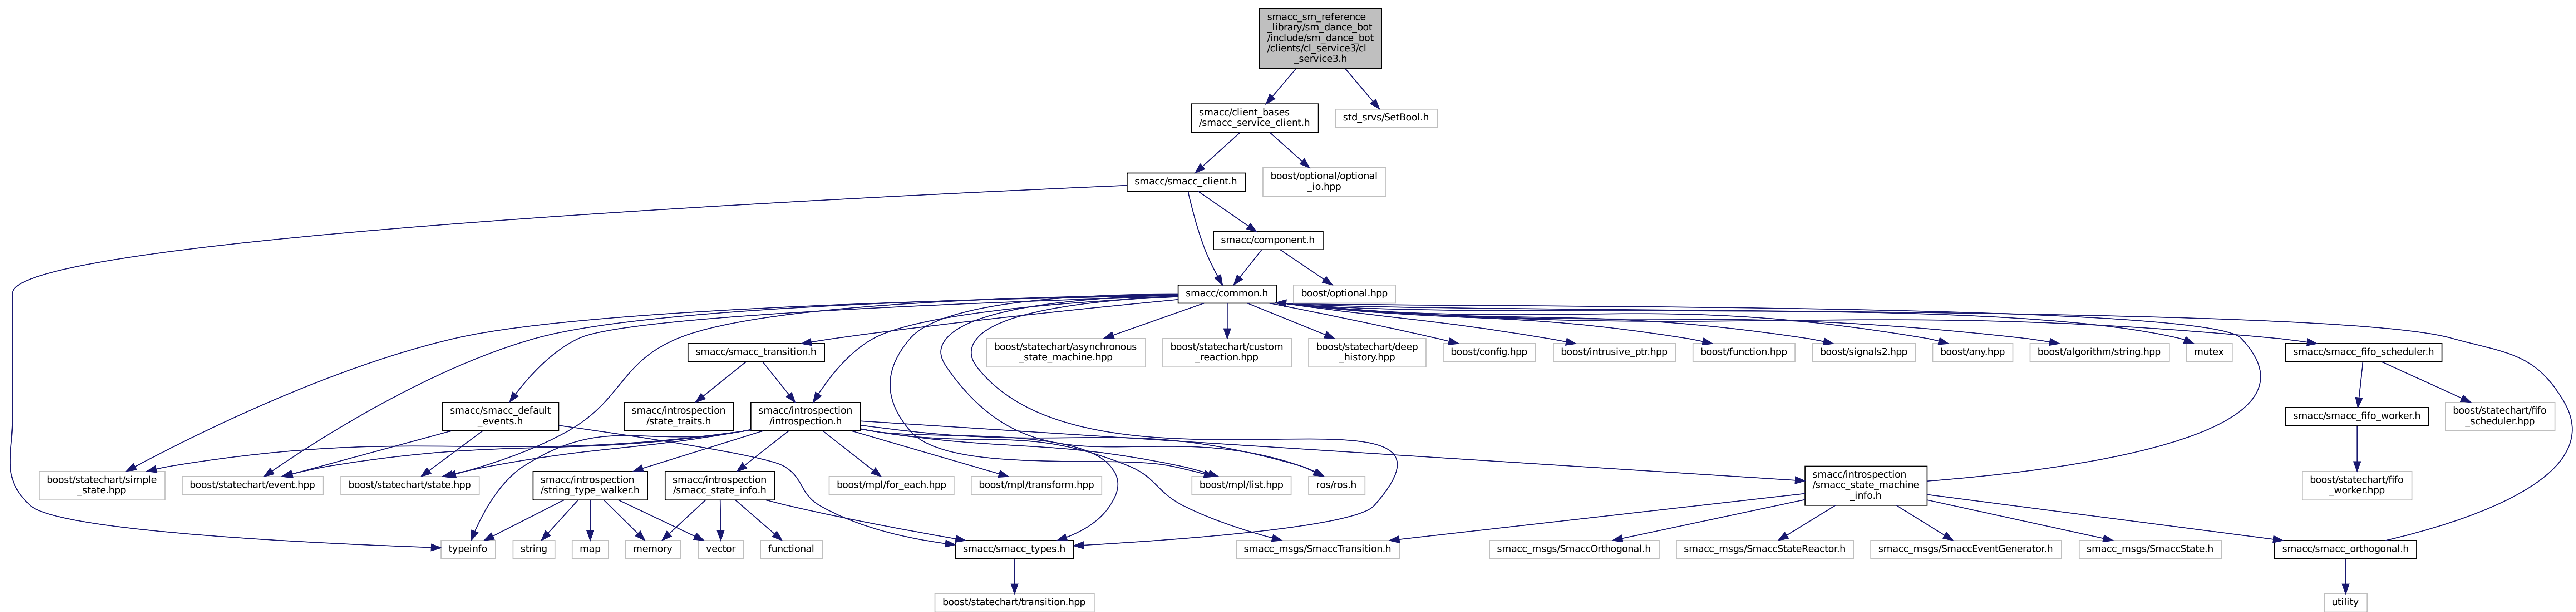 smacc_sm_reference
_library/sm_dance_bot
/include/sm_dance_bot
/clients/cl_service3/cl
_service3.h
smacc/client_bases
/smacc_service_client.h
std_srvs/SetBool.h
smacc/smacc_client.h
boost/optional/optional
_io.hpp
smacc/component.h
smacc/common.h
boost/optional.hpp
smacc/smacc_transition.h
boost/statechart/asynchronous
_state_machine.hpp
boost/statechart/custom
_reaction.hpp
boost/statechart/deep
_history.hpp
boost/config.hpp
boost/intrusive_ptr.hpp
boost/function.hpp
boost/signals2.hpp
boost/any.hpp
boost/algorithm/string.hpp
mutex
smacc/smacc_fifo_scheduler.h
smacc/smacc_default
_events.h
smacc/introspection
/state_traits.h
smacc/introspection
/introspection.h
smacc/smacc_fifo_worker.h
boost/statechart/fifo
_scheduler.hpp
boost/statechart/simple
_state.hpp
boost/statechart/event.hpp
boost/statechart/state.hpp
smacc/introspection
/string_type_walker.h
smacc/introspection
/smacc_state_info.h
boost/mpl/for_each.hpp
boost/mpl/transform.hpp
boost/mpl/list.hpp
ros/ros.h
smacc/introspection
/smacc_state_machine
_info.h
boost/statechart/fifo
_worker.hpp
typeinfo
string
map
memory
vector
functional
smacc/smacc_types.h
smacc_msgs/SmaccTransition.h
smacc_msgs/SmaccOrthogonal.h
smacc_msgs/SmaccStateReactor.h
smacc_msgs/SmaccEventGenerator.h
smacc_msgs/SmaccState.h
smacc/smacc_orthogonal.h
boost/statechart/transition.hpp
utility